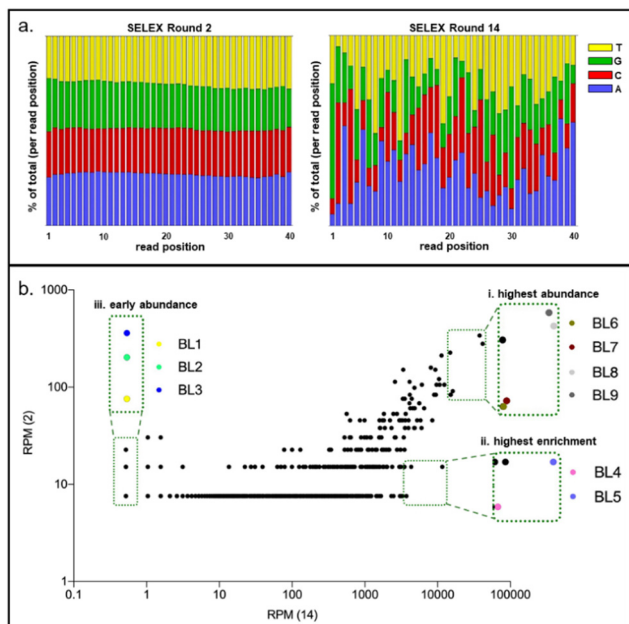 a.
SELEX Round 2
SELEX Round 14
% of total (per read position)
1 10 20 30 40
read position
% of total (per read position)
1 10 20 30 40
read position
T
G
C
A
b.
RPM (2)
1000
100
10
1
0.1 1 10 100 1000 10000 100000
RPM (14)
iii. early abundance
BL1
BL2
BL3
i. highest abundance
BL6
BL7
BL8
BL9
ii. highest enrichment
BL4
BL5